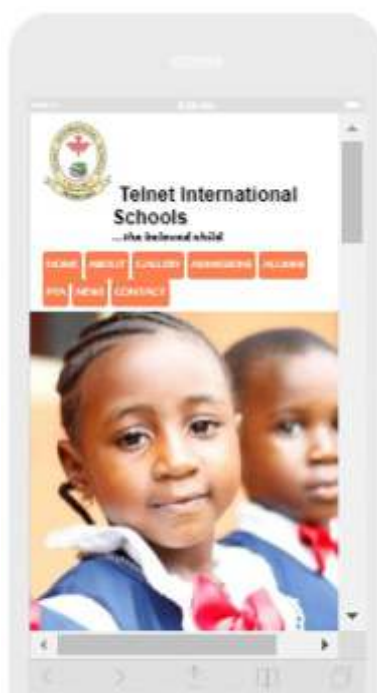 Telnet International
Schools
...the beloved child
HOME ABOUT GALLERY ADMISSIONS ALUMNI
PTA NEWS CONTACT